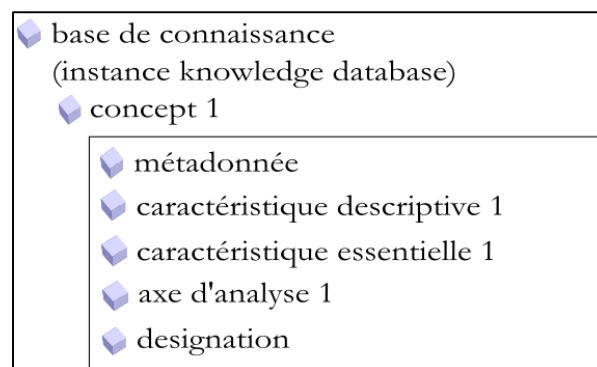 base de connaissance
(instance knowledge database)
concept 1
métadonnée
caractéristique descriptive 1
caractéristique essentielle 1
axe d'analyse 1
designation